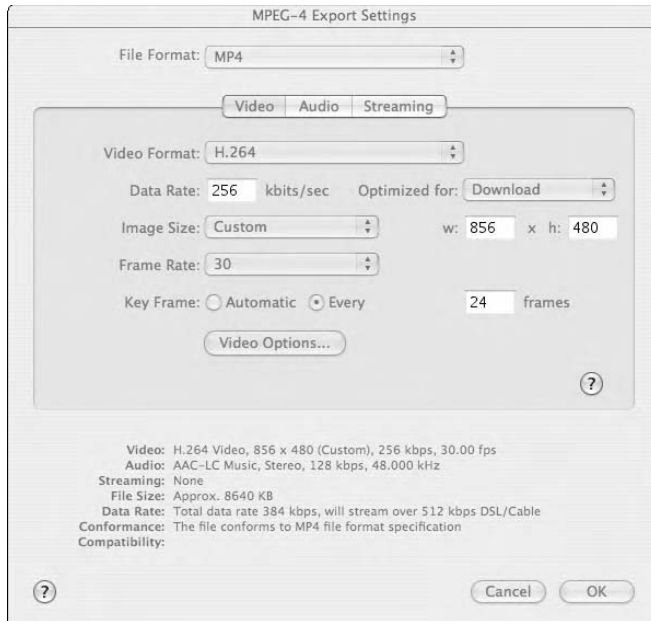 MPEG-4 Export Settings
File Format: MP4
Video Audio Streaming
Video Format: H.264
Data Rate: 256 kbits/sec Optimized for: Download
Image Size: Custom w: 856 x h: 480
Frame Rate: 30
Key Frame: Automatic Every 24 frames
Video Options...
?
Video: H.264 Video, 856 x 480 (Custom), 256 kbps, 30.00 fps
Audio: AAC-LC Music, Stereo, 128 kbps, 48.000 kHz
Streaming: None
File Size: Approx. 8640 KB
Data Rate: Total data rate 384 kbps, will stream over 512 kbps DSL/Cable
Conformance: The file conforms to MP4 file format specification
Compatibility:
? Cancel OK